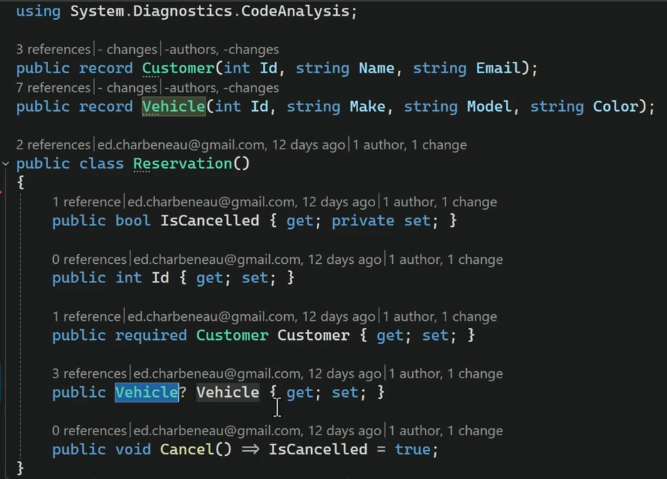 using System.Diagnostics.CodeAnalysis;
3 references | - changes | -authors, -changes
public record Customer(int Id, string Name, string Email);
7 references | - changes | -authors, -changes
public record Vehicle(int Id, string Make, string Model, string Color);
2 references | ed.charbeneau@gmail.com, 12 days ago | 1 author, 1 change
public class Reservation()
{
1 reference | ed.charbeneau@gmail.com, 12 days ago | 1 author, 1 change
public bool IsCancelled { get; private set; }
0 references | ed.charbeneau@gmail.com, 12 days ago | 1 author, 1 change
public int Id { get; set; }
1 reference | ed.charbeneau@gmail.com, 12 days ago | 1 author, 1 change
public required Customer Customer { get; set; }
3 references | ed.charbeneau@gmail.com, 12 days ago | 1 author, 1 change
public Vehicle? Vehicle { get; set; }
0 references | ed.charbeneau@gmail.com, 12 days ago | 1 author, 1 change
public void Cancel() => IsCancelled = true;
}